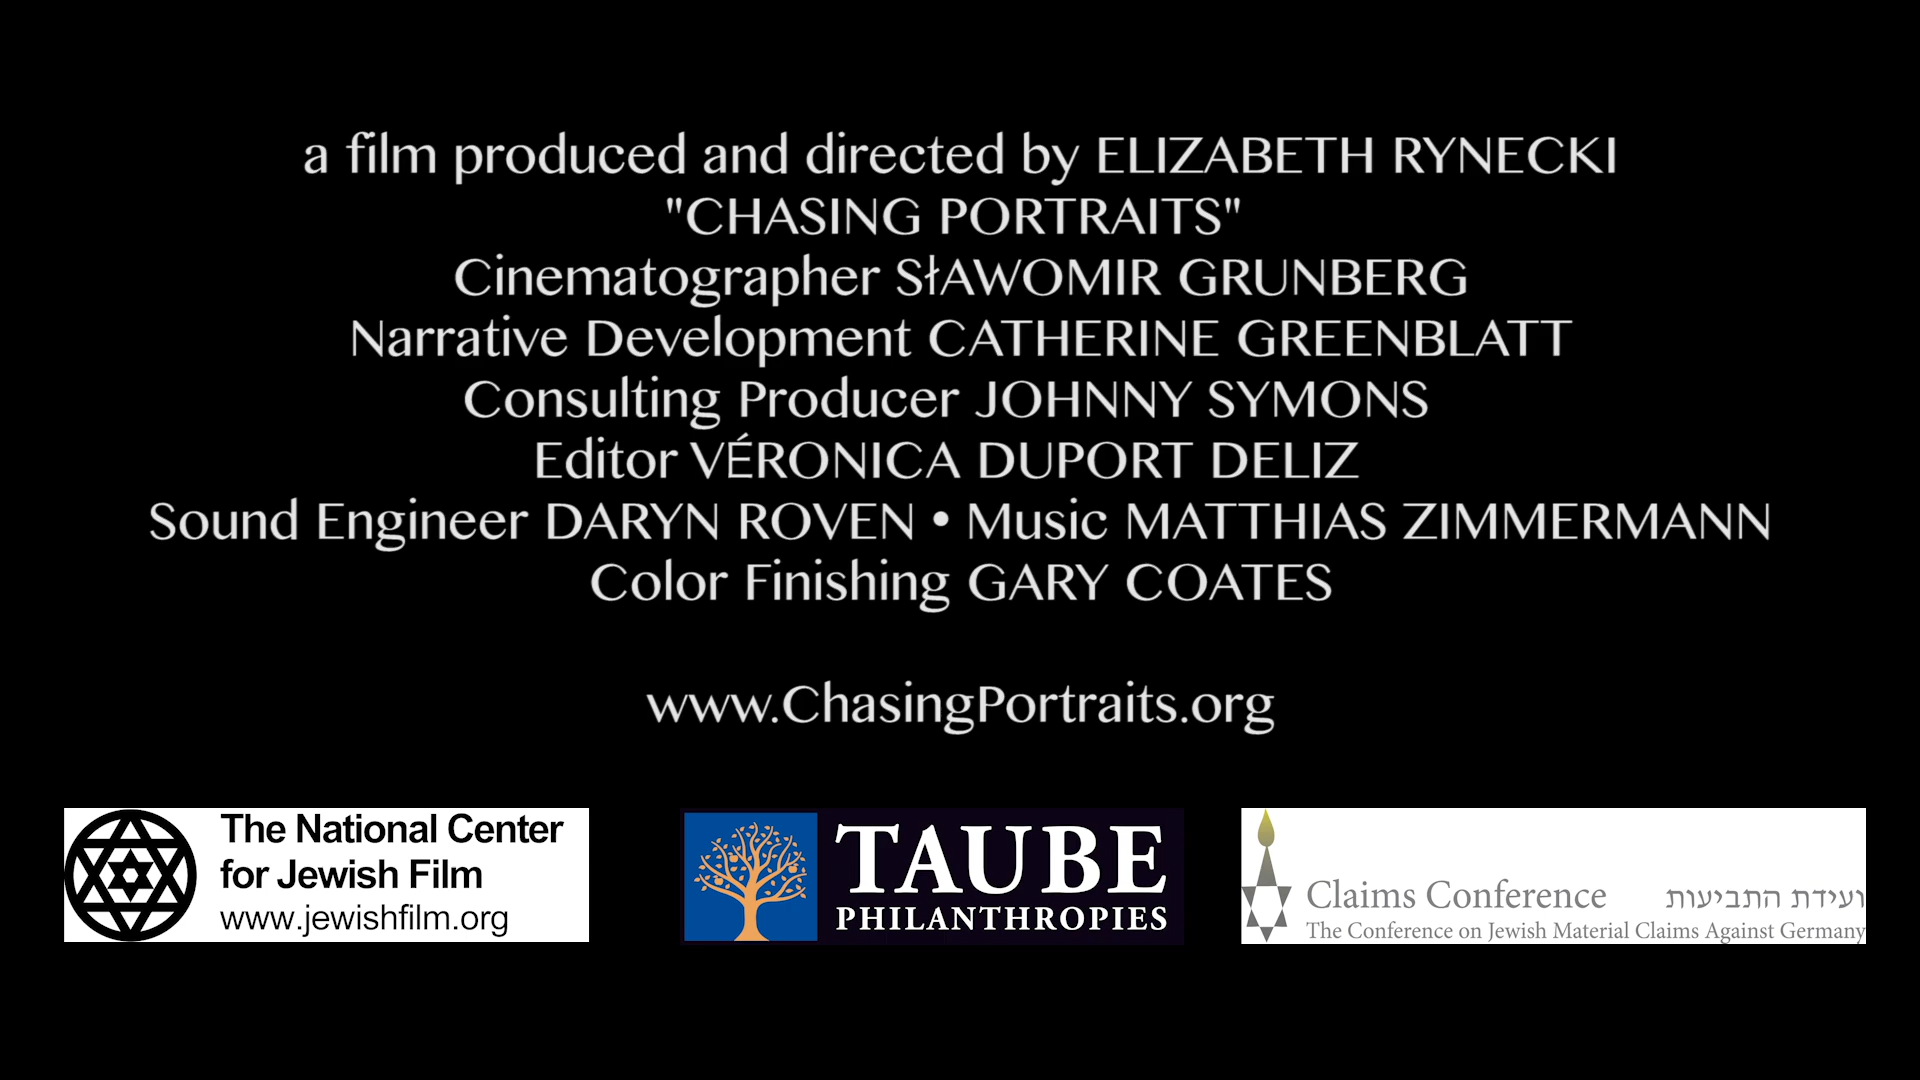 a film produced and directed by ELIZABETH RYNECKI
"CHASING PORTRAITS"
Cinematographer SłAWOMIR GRUNBERG
Narrative Development CATHERINE GREENBLATT
Consulting Producer JOHNNY SYMONS
Editor VÉRONICA DUPORT DELIZ
Sound Engineer DARYN ROVEN • Music MATTHIAS ZIMMERMANN
Color Finishing GARY COATES
www.ChasingPortraits.org
The National Center
for Jewish Film
www.jewishfilm.org
TAUBE
PHILANTHROPIES
Claims Conference ועידת התביעות
The Conference on Jewish Material Claims Against Germany